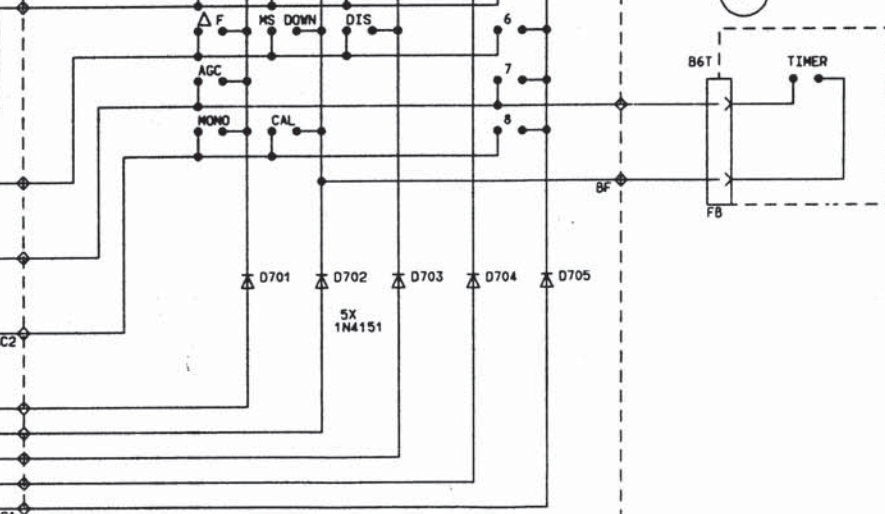 Δ F MS DOWN DIS 6
B6T TIMER
AGC 7
MONO CAL 8
BF
FB
D701 D702 D703 D704 D705
5X
1N4151
C2